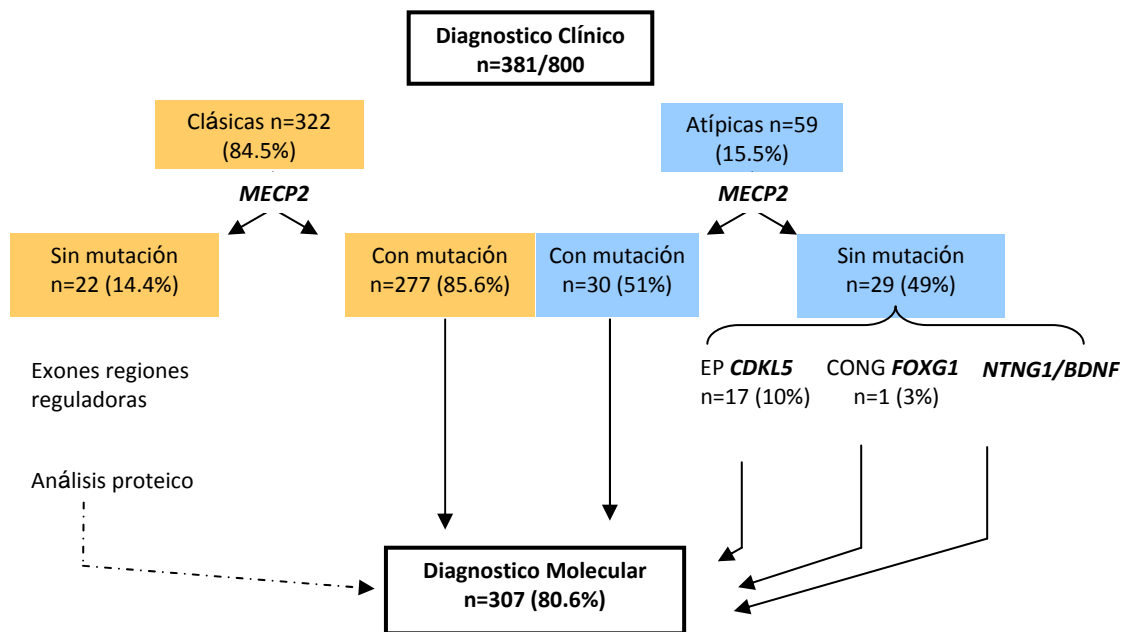 Diagnostico Clínico
n=381/800
Clásicas n=322
(84.5%)
Atípicas n=59
(15.5%)
MECP2
MECP2
Sin mutación
n=22 (14.4%)
Con mutación
n=277 (85.6%)
Con mutación
n=30 (51%)
Sin mutación
n=29 (49%)
Exones regiones
reguladoras
EP CDKL5
n=17 (10%)
CONG FOXG1
n=1 (3%)
NTNG1/BDNF
Análisis proteico
Diagnostico Molecular
n=307 (80.6%)